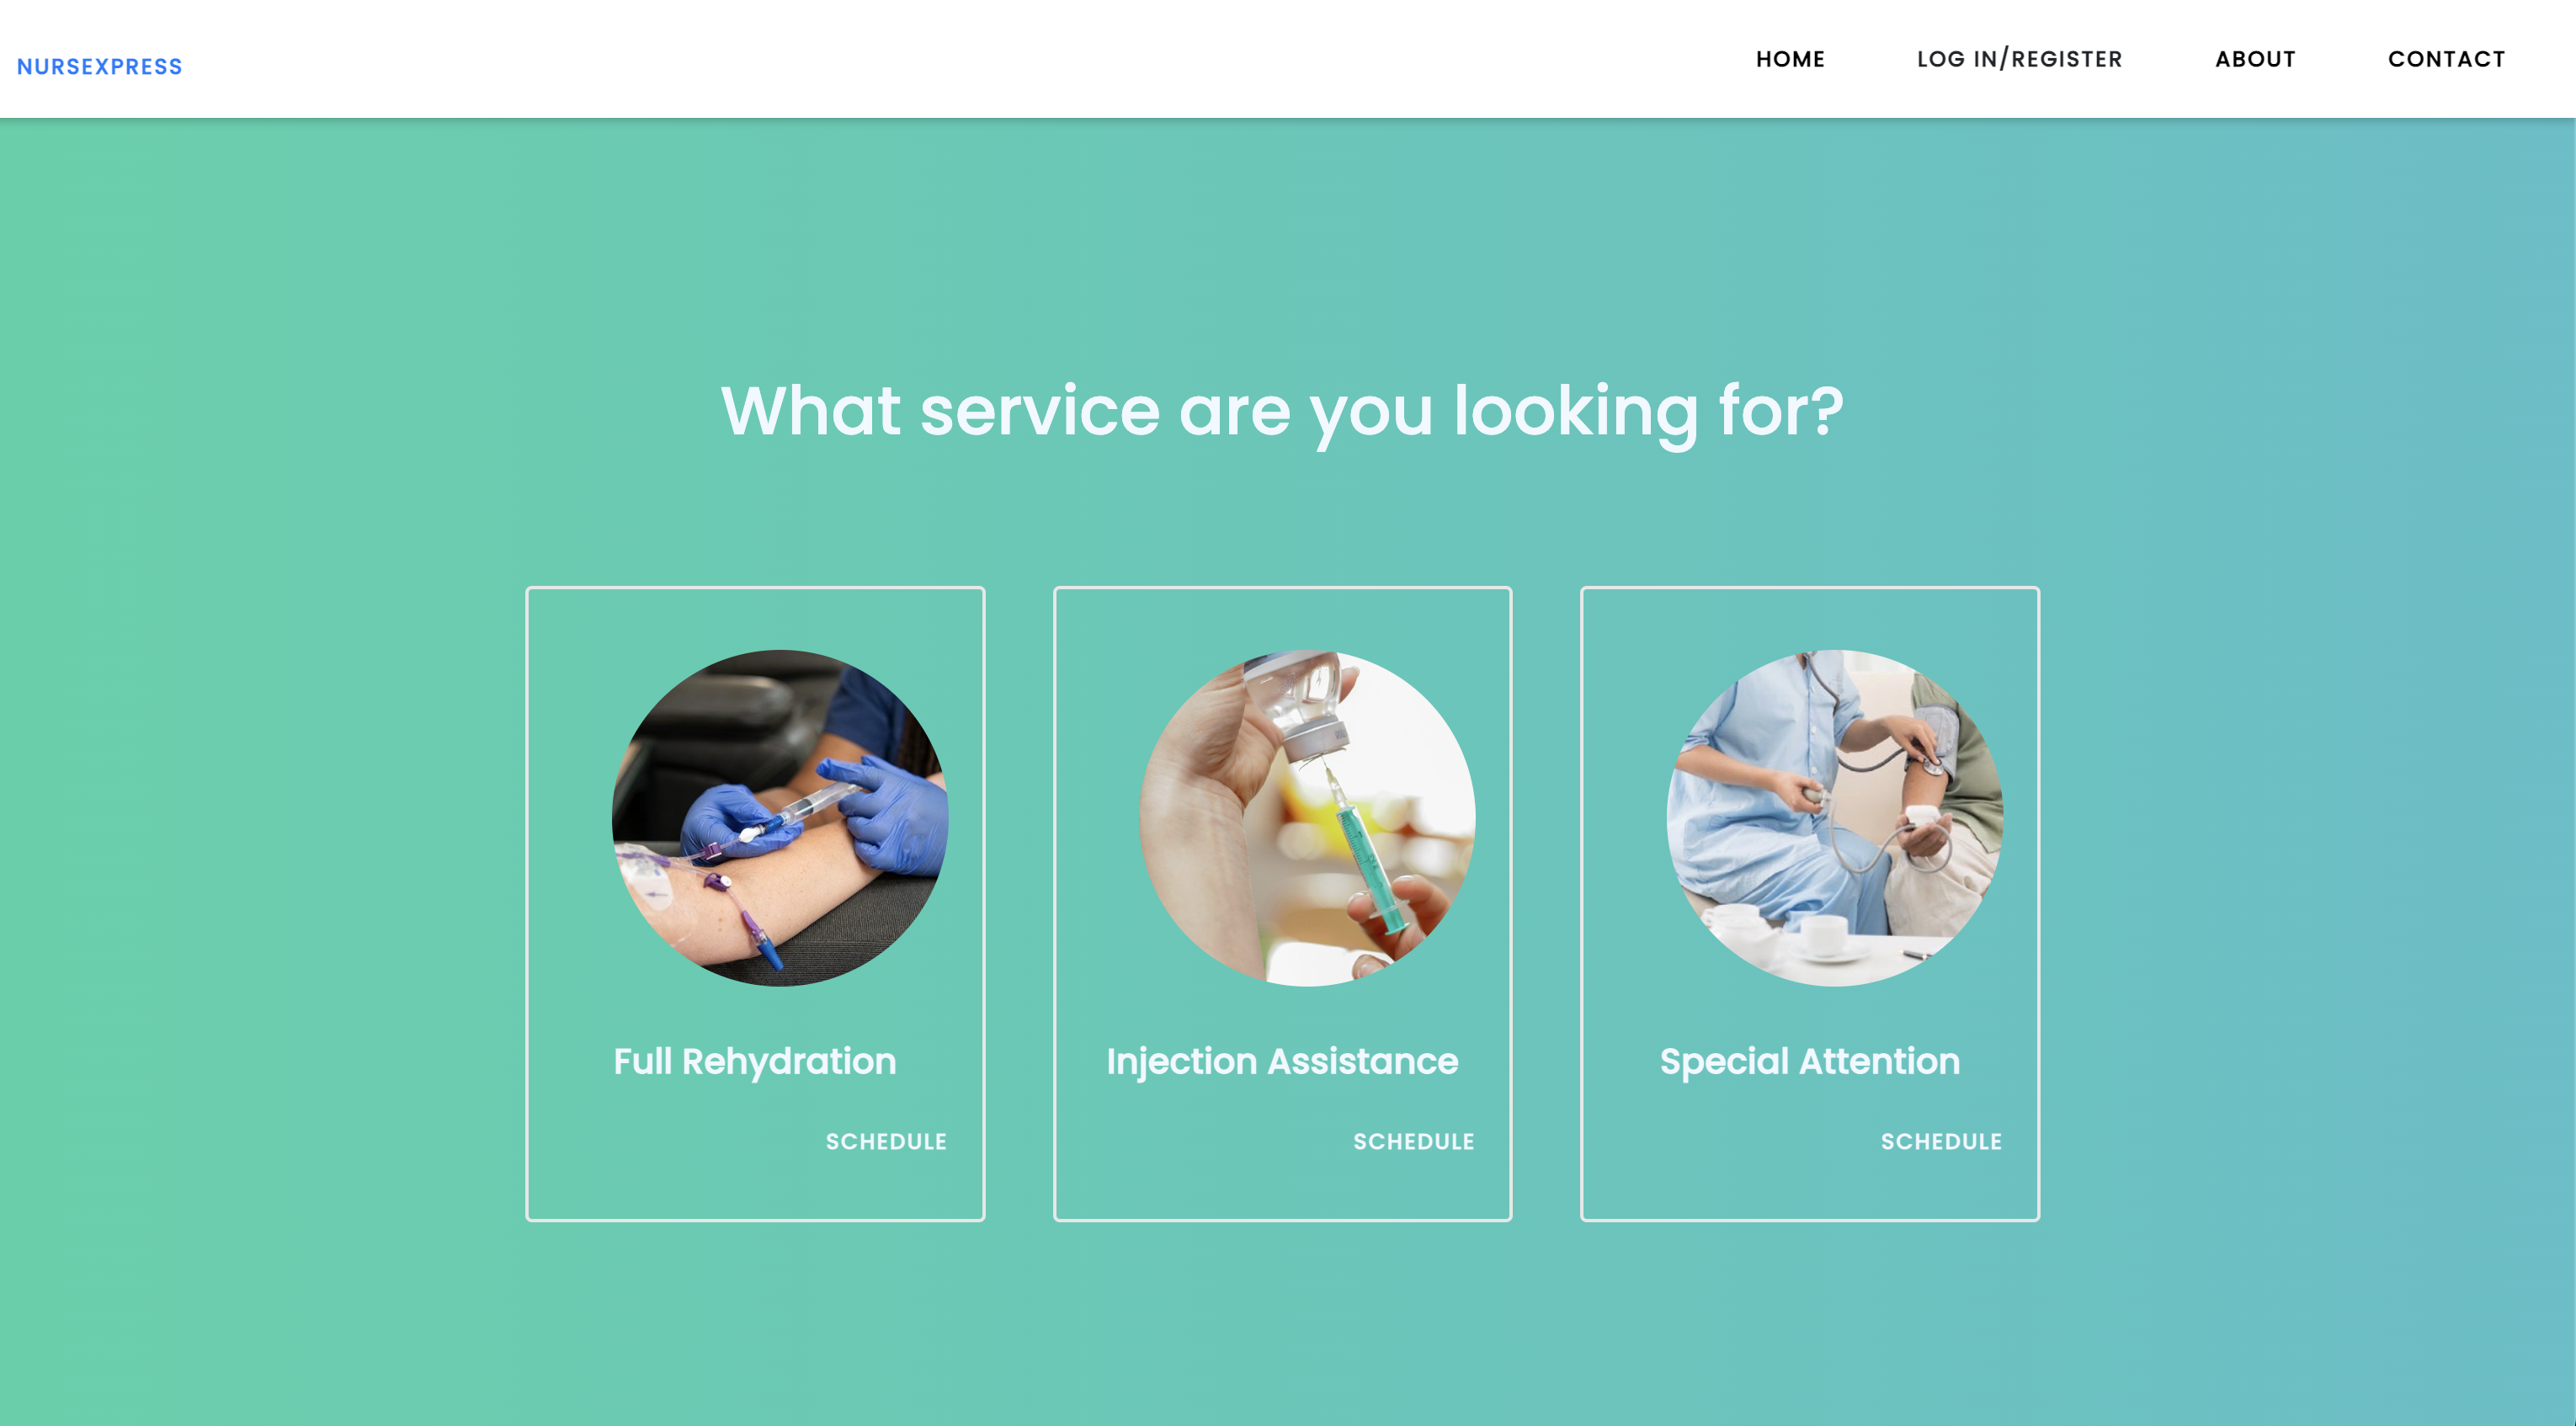 NURSEXPRESS
HOME
LOG IN/REGISTER
ABOUT
CONTACT
What service are you looking for?
Full Rehydration
SCHEDULE
Injection Assistance
SCHEDULE
Special Attention
SCHEDULE